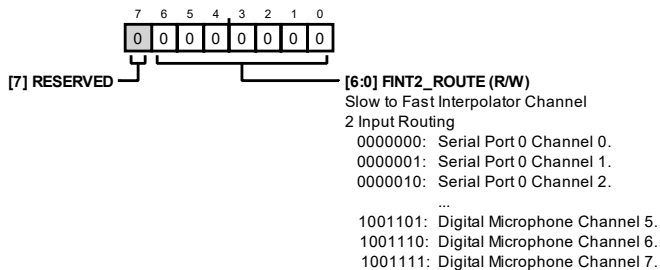 7 6 5 4 3 2 1 0
0 0 0 0 0 0 0 0
[7] RESERVED
[6:0] FINT2_ROUTE (R/W)
Slow to Fast Interpolator Channel
2 Input Routing
0000000: Serial Port 0 Channel 0.
0000001: Serial Port 0 Channel 1.
0000010: Serial Port 0 Channel 2.
...
1001101: Digital Microphone Channel 5.
1001110: Digital Microphone Channel 6.
1001111: Digital Microphone Channel 7.